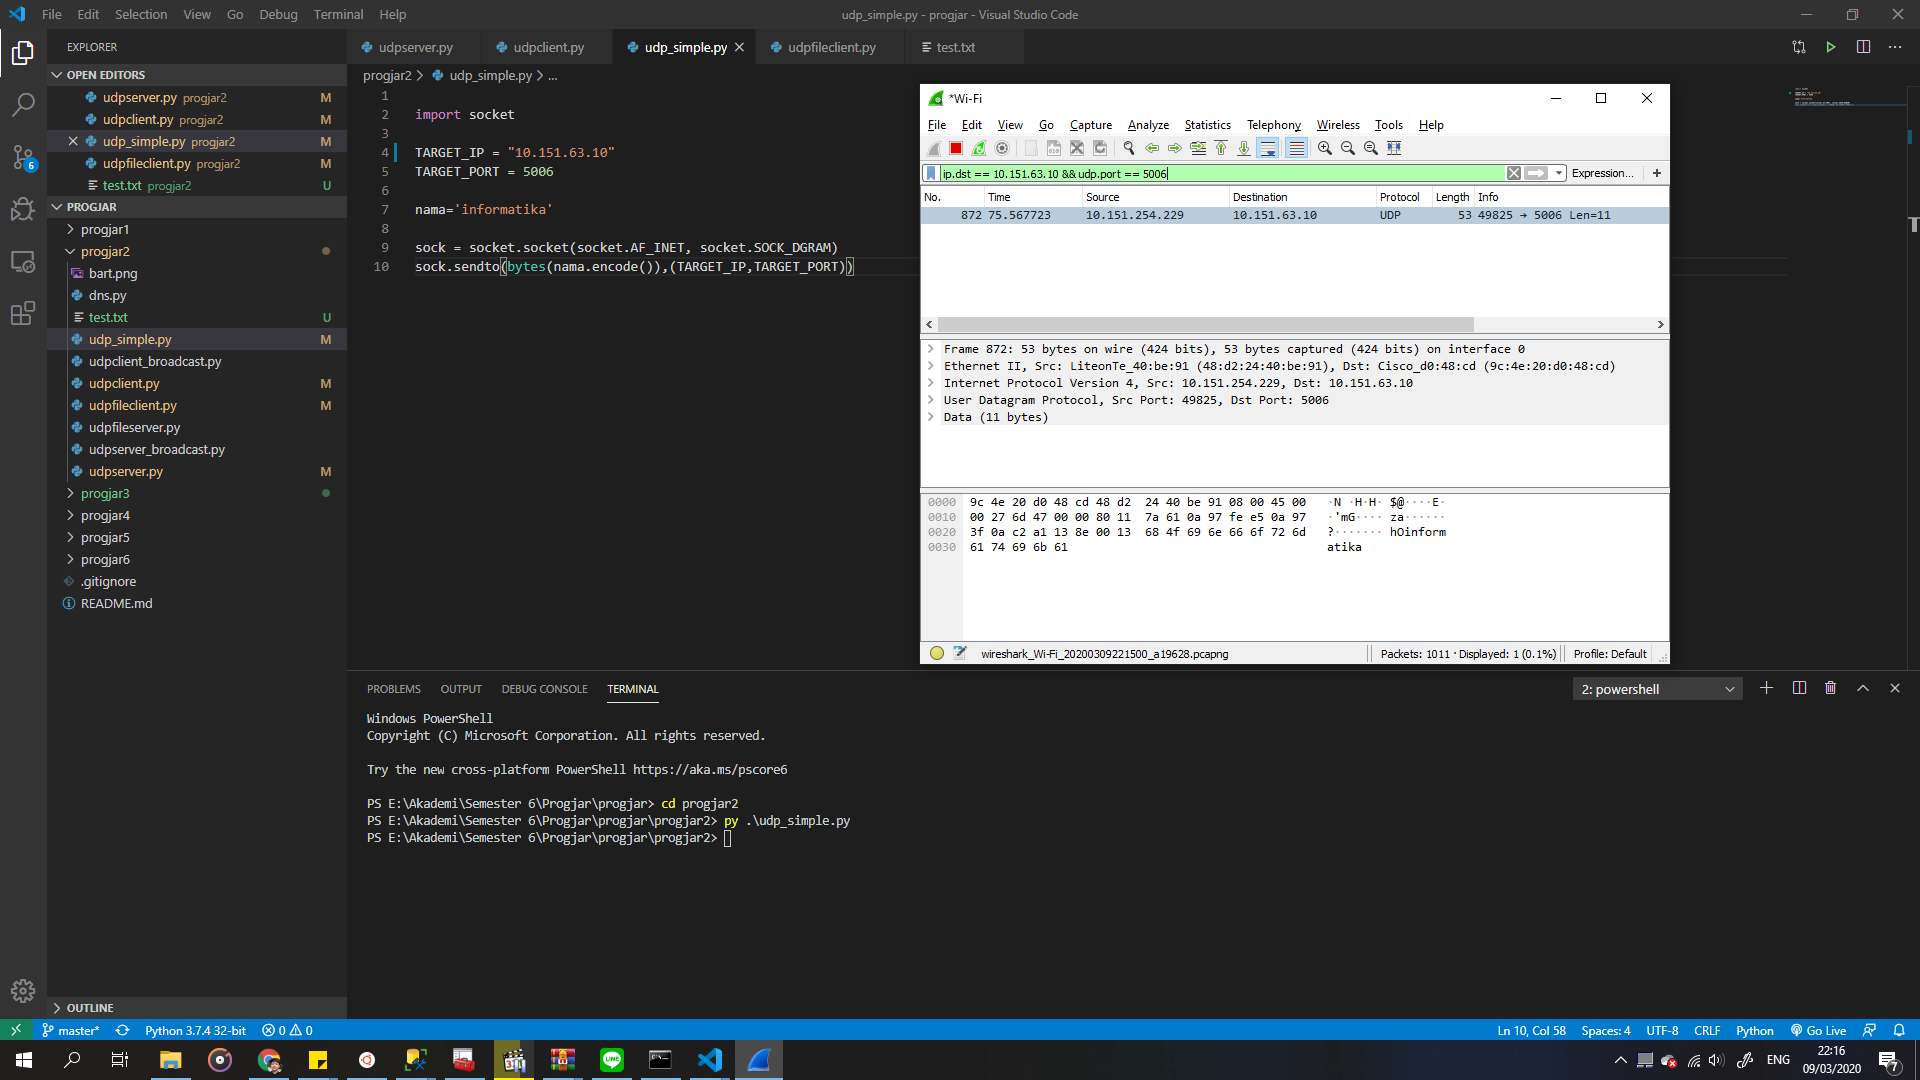 File Edit Selection View Go Debug Terminal Help
udp_simple.py - progjar - Visual Studio Code
EXPLORER
OPEN EDITORS
udpserver.py progjar2 M
udpclient.py progjar2 M
udp_simple.py progjar2 M
udpfileclient.py progjar2 M
test.txt progjar2 U
PROGJAR
progjar1
progjar2
bart.png
dns.py
test.txt U
udp_simple.py M
udpclient_broadcast.py
udpclient.py M
udpfileclient.py M
udpfileserver.py
udpserver_broadcast.py
udpserver.py M
progjar3
progjar4
progjar5
progjar6
.gitignore
README.md
OUTLINE
6
udpserver.py
udpclient.py
udp_simple.py
udpfileclient.py
test.txt
progjar2 > udp_simple.py > ...
1
2 import socket
3
4 TARGET_IP = "10.151.63.10"
5 TARGET_PORT = 5006
6
7 nama='informatika'
8
9 sock = socket.socket(socket.AF_INET, socket.SOCK_DGRAM)
10 sock.sendto(bytes(nama.encode()),(TARGET_IP,TARGET_PORT))
*Wi-Fi
File Edit View Go Capture Analyze Statistics Telephony Wireless Tools Help
ip.dst == 10.151.63.10 && udp.port == 5006
Expression... +
No. Time Source Destination Protocol Length Info
872 75.567723 10.151.254.229 10.151.63.10 UDP 53 49825 → 5006 Len=11
Frame 872: 53 bytes on wire (424 bits), 53 bytes captured (424 bits) on interface 0
Ethernet II, Src: LiteonTe_40:be:91 (48:d2:24:40:be:91), Dst: Cisco_d0:48:cd (9c:4e:20:d0:48:cd)
Internet Protocol Version 4, Src: 10.151.254.229, Dst: 10.151.63.10
User Datagram Protocol, Src Port: 49825, Dst Port: 5006
Data (11 bytes)
0000 9c 4e 20 d0 48 cd 48 d2 24 40 be 91 08 00 45 00 ·N ·H·H· $@····E·
0010 00 27 6d 47 00 00 80 11 7a 61 0a 97 fe e5 0a 97 ·'mG···· za······
0020 3f 0a c2 a1 13 8e 00 13 68 4f 69 6e 66 6f 72 6d ?······· hOinform
0030 61 74 69 6b 61 atika
wireshark_Wi-Fi_20200309221500_a19628.pcapng
Packets: 1011 · Displayed: 1 (0.1%)
Profile: Default
PROBLEMS OUTPUT DEBUG CONSOLE TERMINAL
2: powershell
Windows PowerShell
Copyright (C) Microsoft Corporation. All rights reserved.
Try the new cross-platform PowerShell https://aka.ms/pscore6
PS E:\Akademi\Semester 6\Progjar\progjar> cd progjar2
PS E:\Akademi\Semester 6\Progjar\progjar\progjar2> py .\udp_simple.py
PS E:\Akademi\Semester 6\Progjar\progjar\progjar2>
master* Python 3.7.4 32-bit 0 0
Ln 10, Col 58 Spaces: 4 UTF-8 CRLF Python Go Live
LINE
ENG
22:16
09/03/2020
7